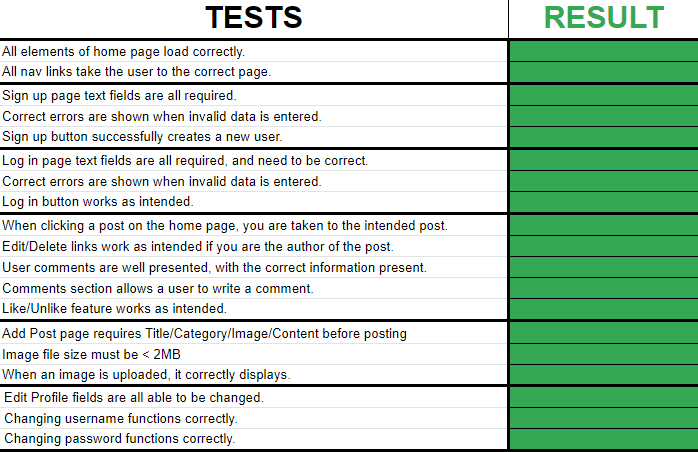 TESTS
RESULT
All elements of home page load correctly.
All nav links take the user to the correct page.
Sign up page text fields are all required.
Correct errors are shown when invalid data is entered.
Sign up button successfully creates a new user.
Log in page text fields are all required, and need to be correct.
Correct errors are shown when invalid data is entered.
Log in button works as intended.
When clicking a post on the home page, you are taken to the intended post.
Edit/Delete links work as intended if you are the author of the post.
User comments are well presented, with the correct information present.
Comments section allows a user to write a comment.
Like/Unlike feature works as intended.
Add Post page requires Title/Category/Image/Content before posting
Image file size must be < 2MB
When an image is uploaded, it correctly displays.
Edit Profile fields are all able to be changed.
Changing username functions correctly.
Changing password functions correctly.